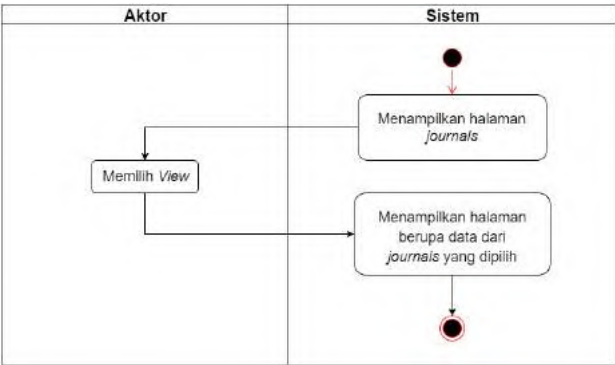 Aktor
Sistem
Menampilkan halaman
journals
Memilih View
Menampilkan halaman
berupa data dari
journals yang dipilih